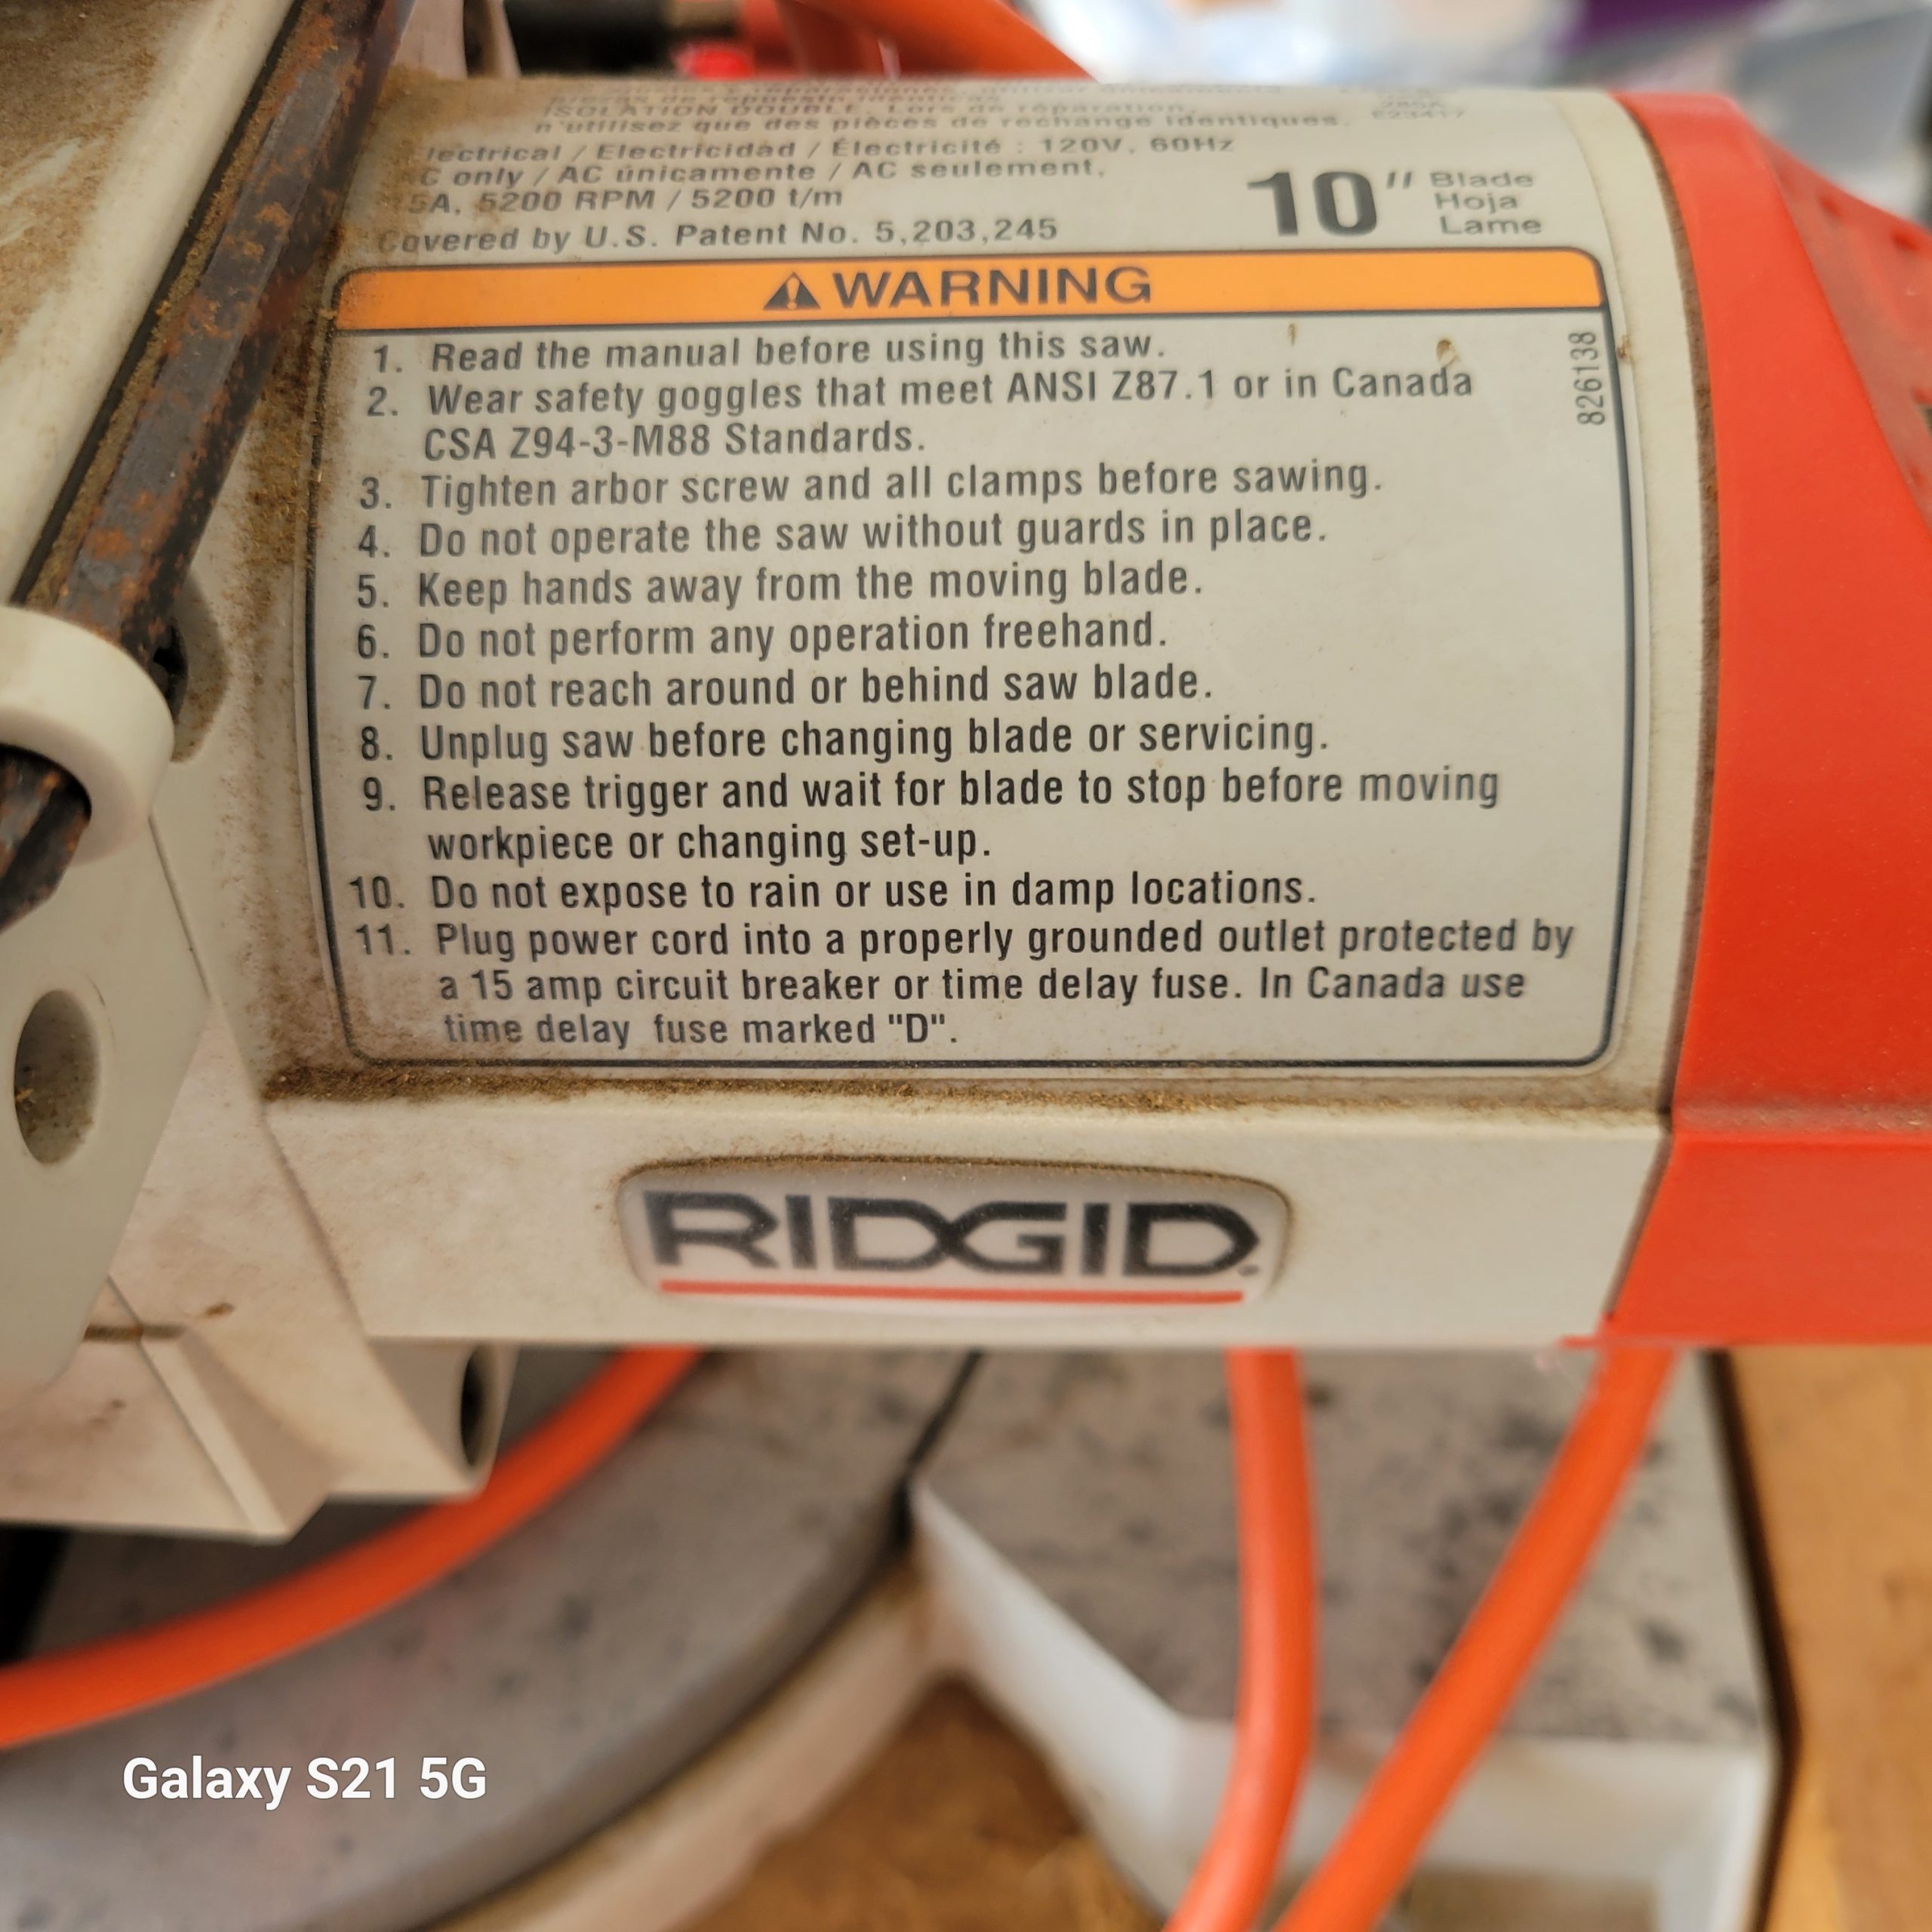 ISOLATION DOUBLE : Lors de réparation,
n'utilisez que des pièces de rechange identiques.
lectrical / Electricidad / Électricité : 120V, 60Hz
C only / AC únicamente / AC seulement,
5A, 5200 RPM / 5200 t/m
Covered by U.S. Patent No. 5,203,245
10" Blade
Hoja
Lame
WARNING
826138
1. Read the manual before using this saw.
2. Wear safety goggles that meet ANSI Z87.1 or in Canada
CSA Z94-3-M88 Standards.
3. Tighten arbor screw and all clamps before sawing.
4. Do not operate the saw without guards in place.
5. Keep hands away from the moving blade.
6. Do not perform any operation freehand.
7. Do not reach around or behind saw blade.
8. Unplug saw before changing blade or servicing.
9. Release trigger and wait for blade to stop before moving
workpiece or changing set-up.
10. Do not expose to rain or use in damp locations.
11. Plug power cord into a properly grounded outlet protected by
a 15 amp circuit breaker or time delay fuse. In Canada use
time delay fuse marked "D".
RIDGID
Galaxy S21 5G